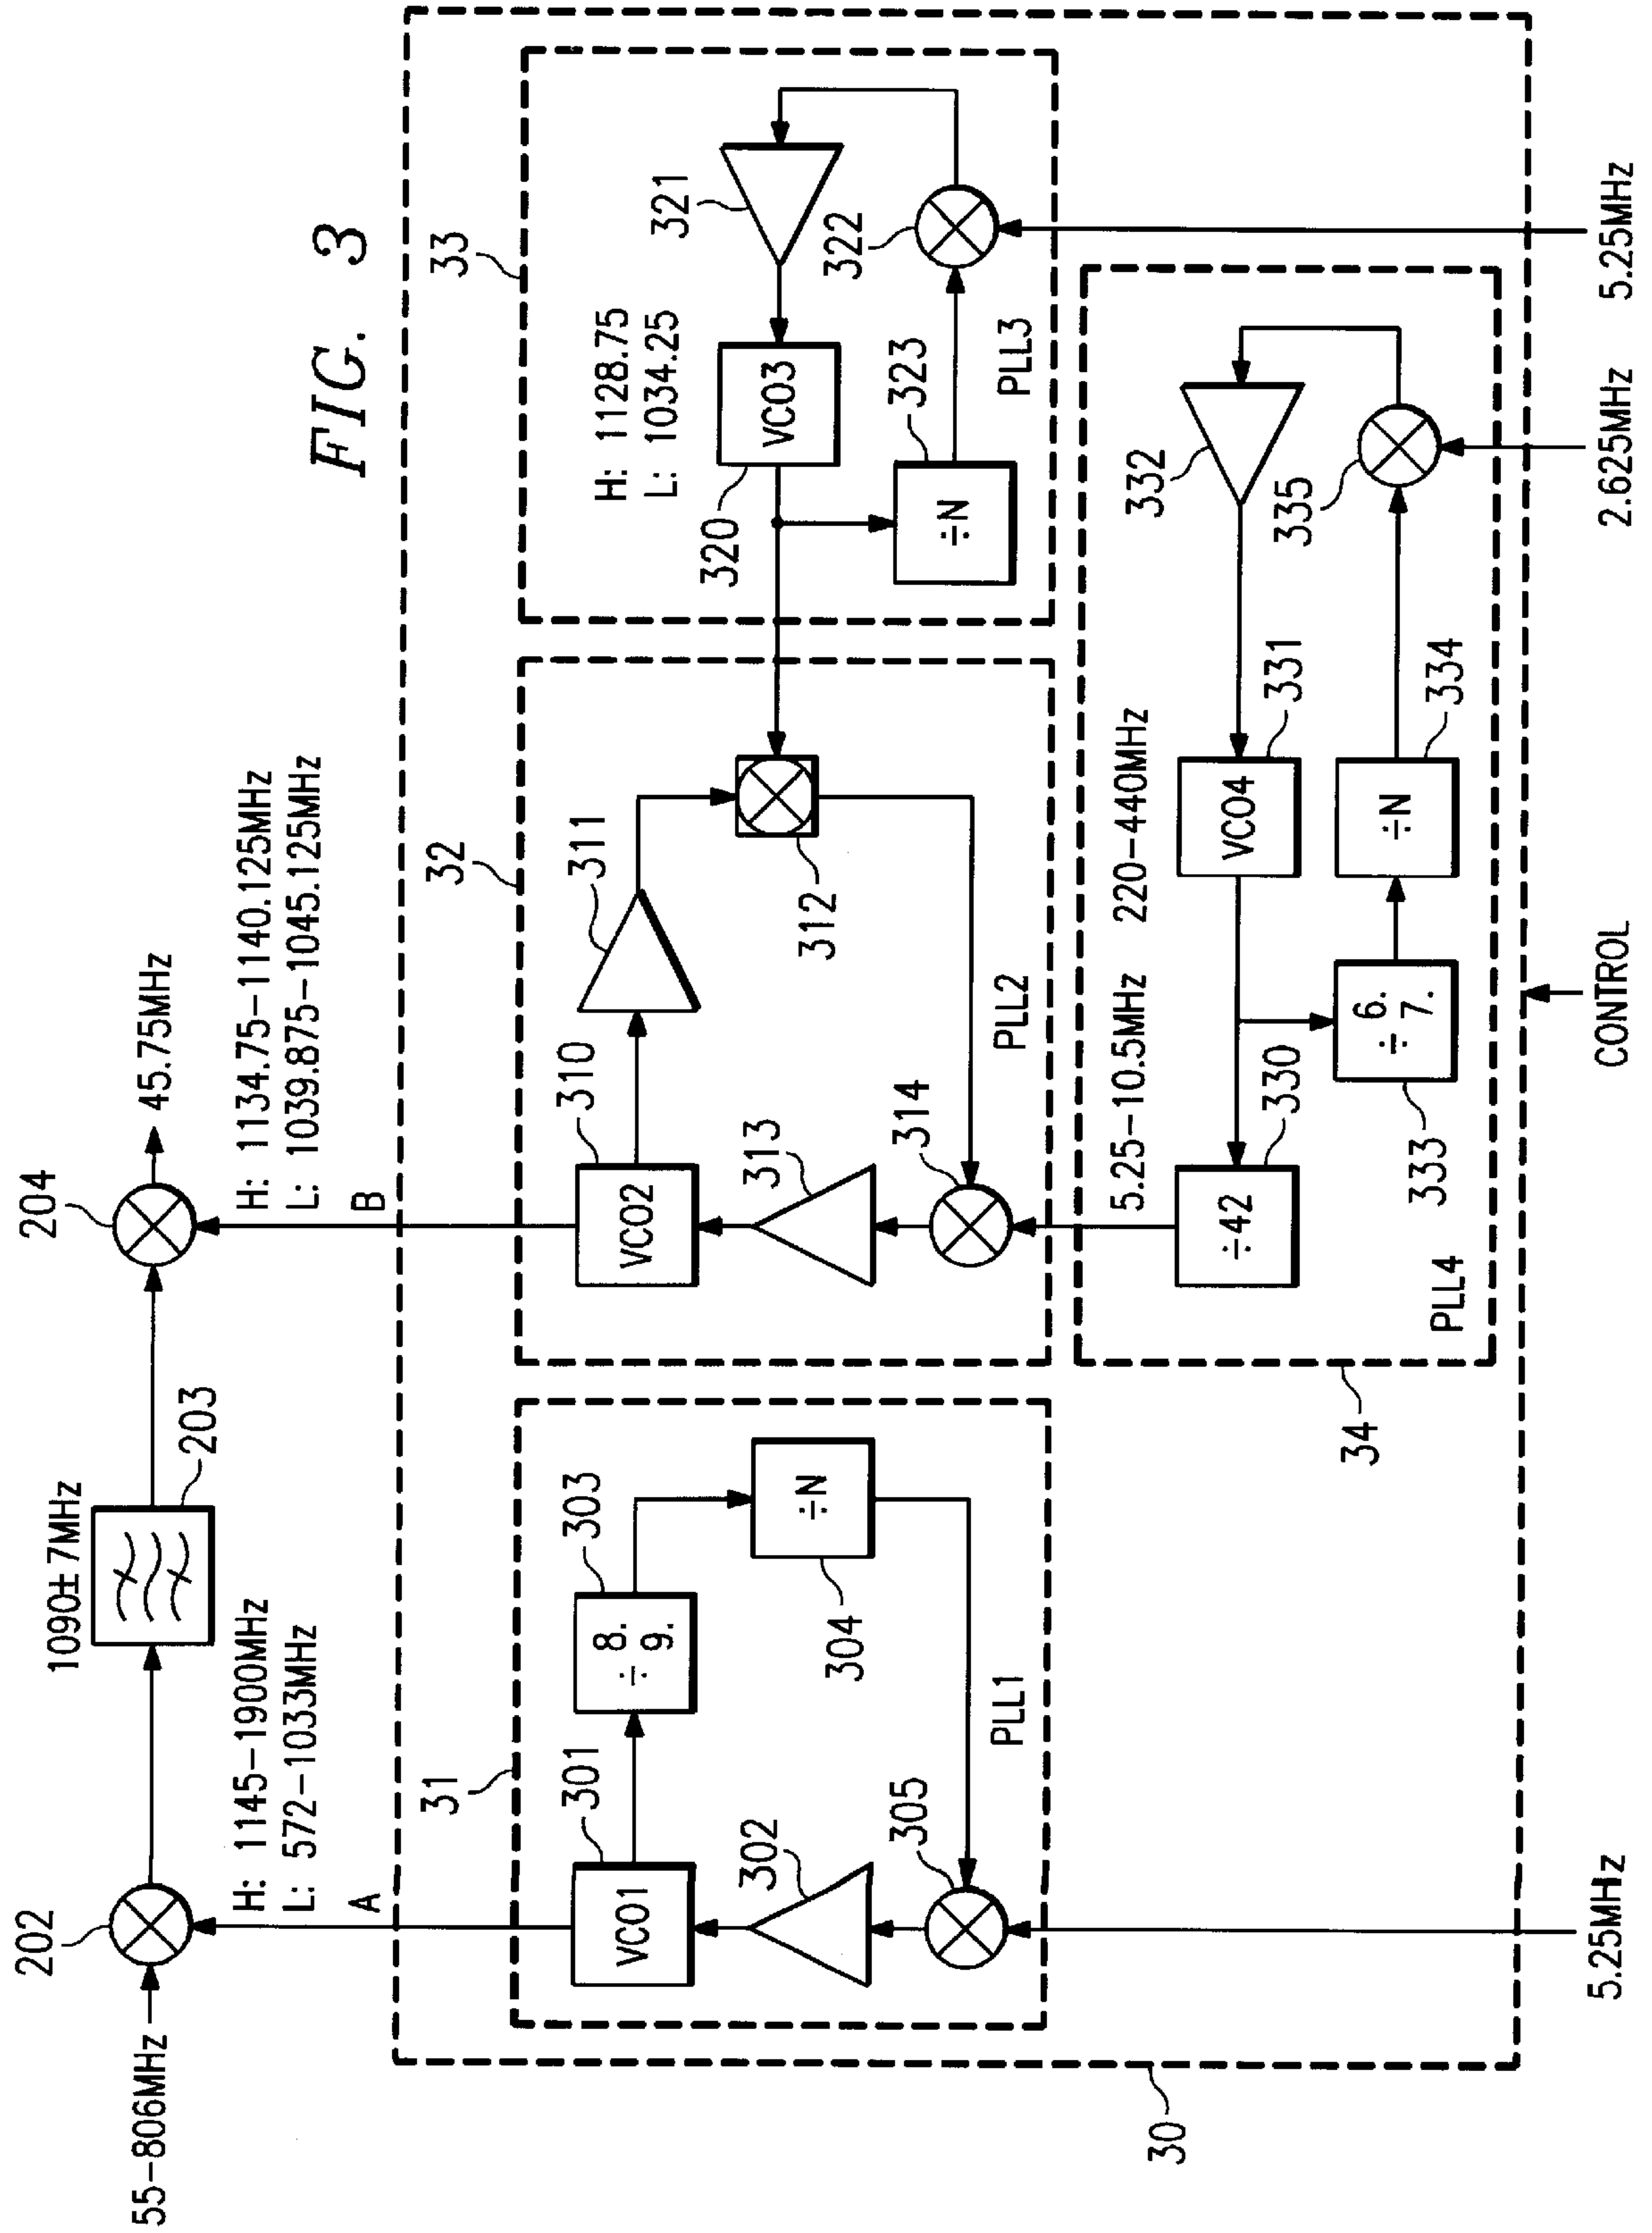 FIG. 3
55-806MHz
202
1090±7MHz
203
204
45.75MHz
H: 1145-1900MHz
L: 572-1033MHz
A
H: 1134.75-1140.125MHz
L: 1039.875-1045.125MHz
B
30
31
VCO1
301
302
÷ 8.
9.
303
÷N
304
305
PLL1
5.25MHz
32
VCO2
310
311
312
313
314
PLL2
33
H: 1128.75
L: 1034.25
VCO3
320
321
322
÷N
323
PLL3
5.25MHz
34
5.25-10.5MHz
220-440MHz
÷42
330
VCO4
331
332
÷ 6.
7.
333
÷N
334
335
PLL4
2.625MHz
CONTROL